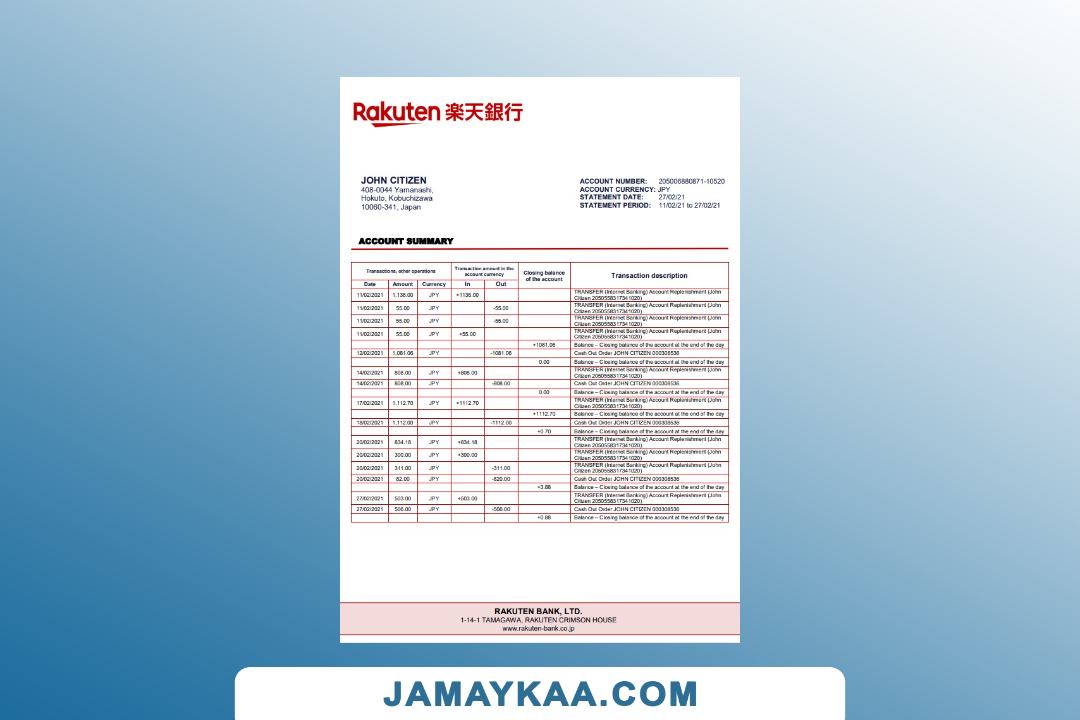 Rakuten 楽天銀行
JOHN CITIZEN
408-0044 Yamanashi,
Hokuto, Kobuchizawa
10060-341, Japan
ACCOUNT NUMBER: 205006880871-10520
ACCOUNT CURRENCY: JPY
STATEMENT DATE: 27/02/21
STATEMENT PERIOD: 11/02/21 to 27/02/21
ACCOUNT SUMMARY
Transactions, other operations
Transaction amount in the
account currency
Closing balance
of the account
Transaction description
Date Amount Currency In Out
11/02/2021 1,136.00 JPY +1136.00 TRANSFER (Internet Banking) Account Replenishment (John
Citizen 2050558317341020)
11/02/2021 55.00 JPY -55.00 TRANSFER (Internet Banking) Account Replenishment (John
Citizen 2050558317341020)
11/02/2021 55.00 JPY -55.00 TRANSFER (Internet Banking) Account Replenishment (John
Citizen 2050558317341020)
11/02/2021 55.00 JPY +55.00 TRANSFER (Internet Banking) Account Replenishment (John
Citizen 2050558317341020)
+1081.06 Balance – Closing balance of the account at the end of the day
12/02/2021 1,081.06 JPY -1081.06 Cash Out Order JOHN CITIZEN 000308536
0.00 Balance – Closing balance of the account at the end of the day
14/02/2021 808.00 JPY +808.00 TRANSFER (Internet Banking) Account Replenishment (John
Citizen 2050558317341020)
14/02/2021 808.00 JPY -808.00 Cash Out Order JOHN CITIZEN 000308536
0.00 Balance – Closing balance of the account at the end of the day
17/02/2021 1,112.70 JPY +1112.70 TRANSFER (Internet Banking) Account Replenishment (John
Citizen 2050558317341020)
+1112.70 Balance – Closing balance of the account at the end of the day
18/02/2021 1,112.00 JPY -1112.00 Cash Out Order JOHN CITIZEN 000308536
+0.70 Balance – Closing balance of the account at the end of the day
20/02/2021 834.18 JPY +834.18 TRANSFER (Internet Banking) Account Replenishment (John
Citizen 2050558317341020)
20/02/2021 300.00 JPY +300.00 TRANSFER (Internet Banking) Account Replenishment (John
Citizen 2050558317341020)
20/02/2021 311.00 JPY -311.00 TRANSFER (Internet Banking) Account Replenishment (John
Citizen 2050558317341020)
20/02/2021 82.00 JPY -820.00 Cash Out Order JOHN CITIZEN 000308536
+3.88 Balance – Closing balance of the account at the end of the day
27/02/2021 503.00 JPY +503.00 TRANSFER (Internet Banking) Account Replenishment (John
Citizen 2050558317341020)
27/02/2021 506.00 JPY -506.00 Cash Out Order JOHN CITIZEN 000308536
+0.88 Balance – Closing balance of the account at the end of the day
RAKUTEN BANK, LTD.
1-14-1 TAMAGAWA, RAKUTEN CRIMSON HOUSE
www.rakuten-bank.co.jp
JAMAYKAA.COM